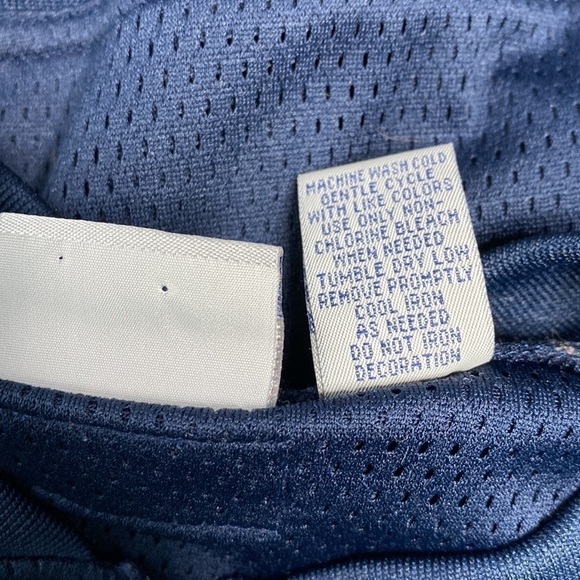 MACHINE WASH COLD
GENTLE CYCLE
WITH LIKE COLORS
USE ONLY NON-
CHLORINE BLEACH
WHEN NEEDED
TUMBLE DRY LOW
REMOVE PROMPTLY
COOL IRON
AS NEEDED
DO NOT IRON
DECORATION